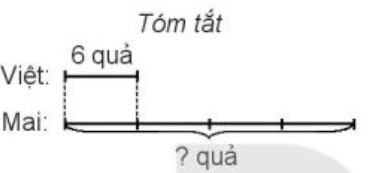 Tóm tắt
6 quả
Việt:
Mai:
? quả